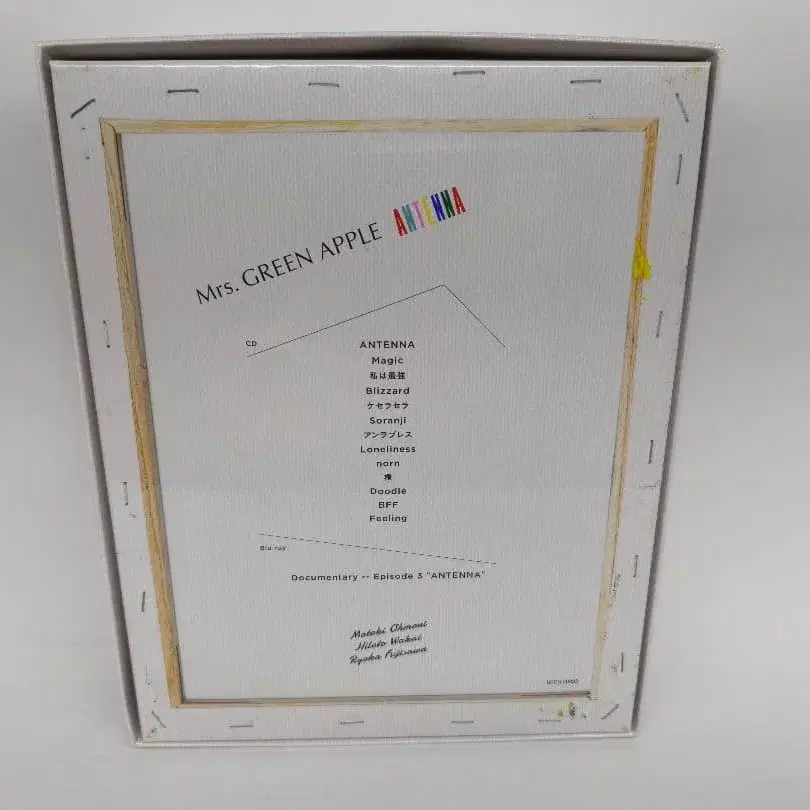 Mrs. GREEN APPLE ANTENNA
CD
ANTENNA
Magic
私は最強
Blizzard
ケセラセラ
Soranji
アンラブレス
Loneliness
norn
橙
Doodle
BFF
Feeling
Blu-ray
Documentary -- Episode 3 "ANTENNA"
Motoki Ohmori
Hiroto Wakai
Ryoka Fujisawa